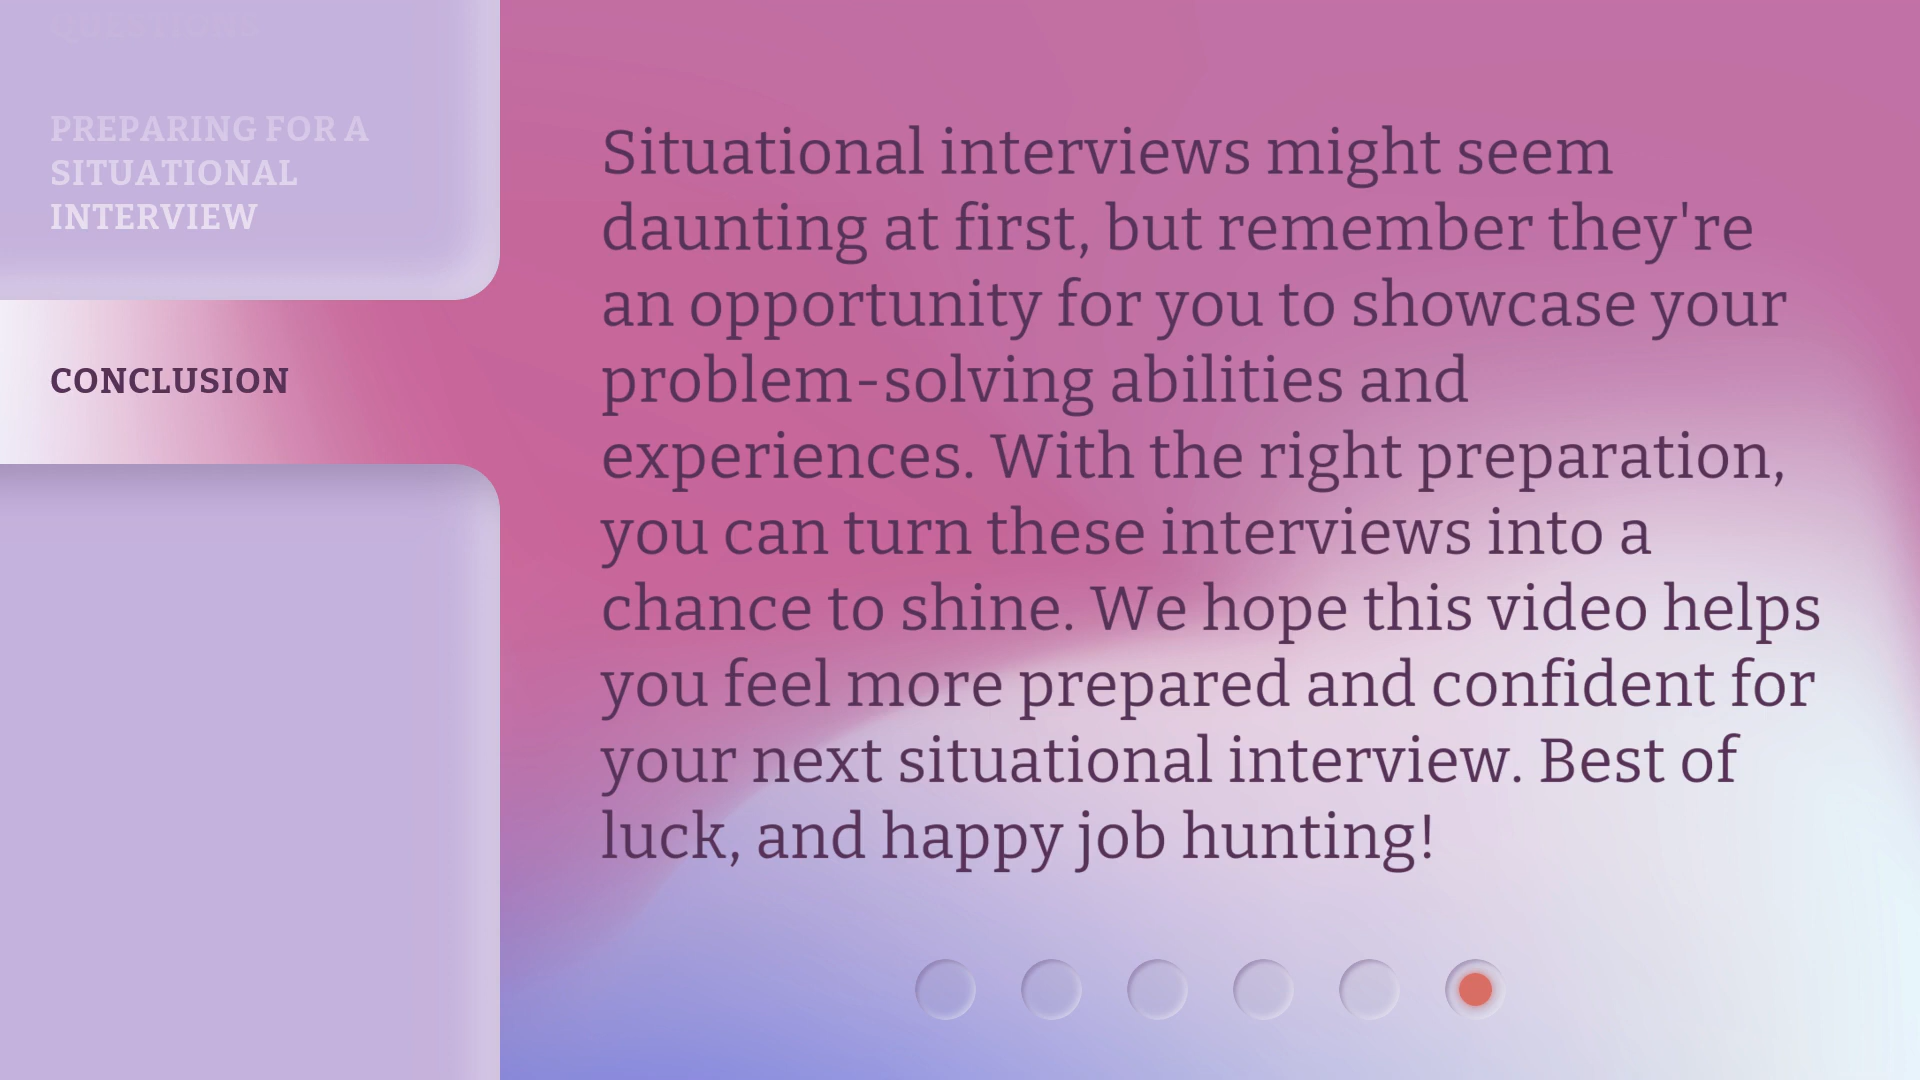 QUESTIONS
PREPARING FOR A
SITUATIONAL
INTERVIEW
CONCLUSION
Situational interviews might seem
daunting at first, but remember they're
an opportunity for you to showcase your
problem-solving abilities and
experiences. With the right preparation,
you can turn these interviews into a
chance to shine. We hope this video helps
you feel more prepared and confident for
your next situational interview. Best of
luck, and happy job hunting!